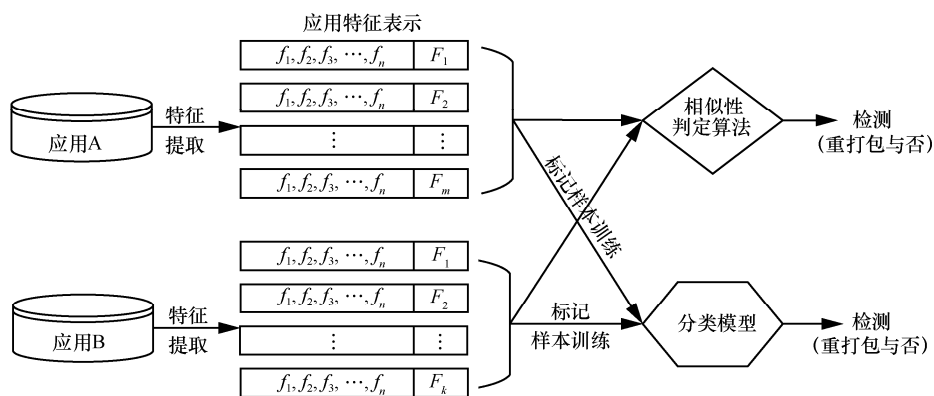 应用特征表示
f1, f2, f3, …, fn F1
f1, f2, f3, …, fn F2
⋮ ⋮
f1, f2, f3, …, fn Fm
应用A
特征
提取
相似性
判定算法
检测
(重打包与否)
标记样本训练
f1, f2, f3, …, fn F1
f1, f2, f3, …, fn F2
⋮ ⋮
f1, f2, f3, …, fn Fk
应用B
特征
提取
标记
样本训练
分类模型
检测
(重打包与否)